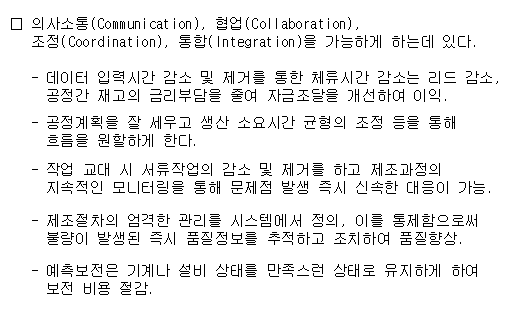 □ 의사소통(Communication), 협업(Collaboration),
조정(Coordination), 통합(Integration)을 가능하게 하는데 있다.
- 데이터 입력시간 감소 및 제거를 통한 체류시간 감소는 리드 감소,
공정간 재고의 금리부담을 줄여 자금조달을 개선하여 이익.
- 공정계획을 잘 세우고 생산 소요시간 균형의 조정 등을 통해
흐름을 원활하게 한다.
- 작업 교대 시 서류작업의 감소 및 제거를 하고 제조과정의
지속적인 모니터링을 통해 문제점 발생 즉시 신속한 대응이 가능.
- 제조절차의 엄격한 관리를 시스템에서 정의, 이를 통제함으로써
불량이 발생된 즉시 품질정보를 추적하고 조치하여 품질향상.
- 예측보전은 기계나 설비 상태를 만족스런 상태로 유지하게 하여
보전 비용 절감.